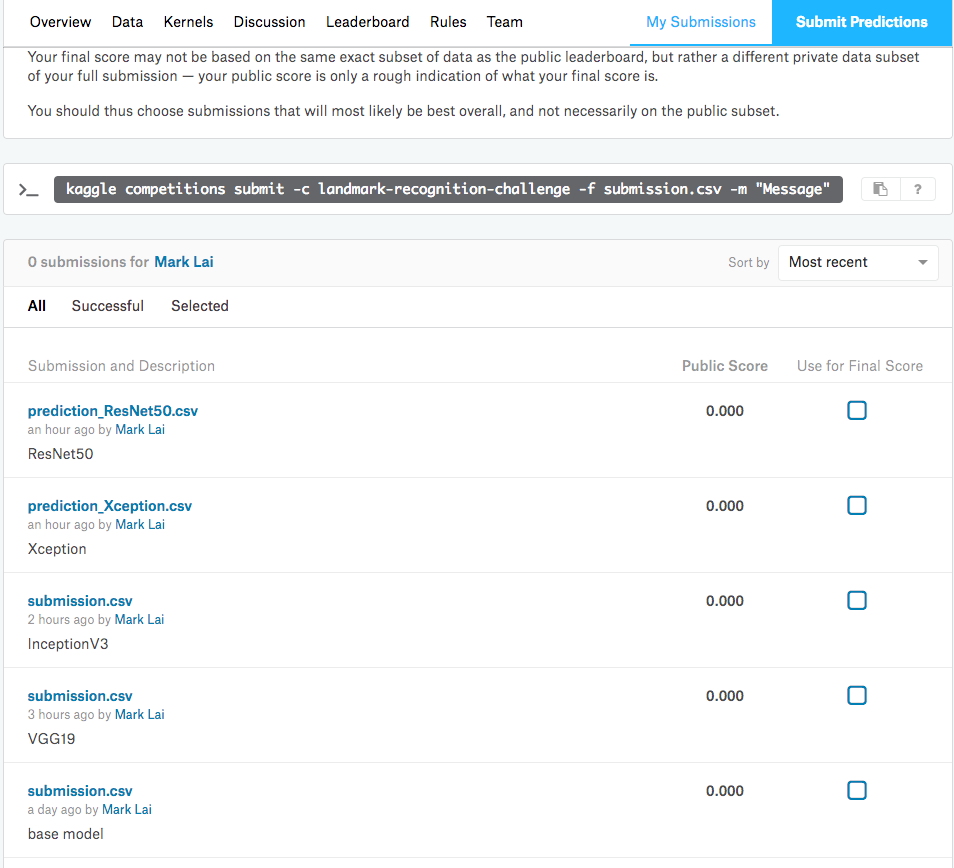 Overview Data Kernels Discussion Leaderboard Rules Team My Submissions Submit Predictions
Your final score may not be based on the same exact subset of data as the public leaderboard, but rather a different private data subset
of your full submission — your public score is only a rough indication of what your final score is.
You should thus choose submissions that will most likely be best overall, and not necessarily on the public subset.
>_ kaggle competitions submit -c landmark-recognition-challenge -f submission.csv -m "Message" ?
0 submissions for Mark Lai Sort by Most recent
All Successful Selected
Submission and Description Public Score Use for Final Score
prediction_ResNet50.csv 0.000
an hour ago by Mark Lai
ResNet50
prediction_Xception.csv 0.000
an hour ago by Mark Lai
Xception
submission.csv 0.000
2 hours ago by Mark Lai
InceptionV3
submission.csv 0.000
3 hours ago by Mark Lai
VGG19
submission.csv 0.000
a day ago by Mark Lai
base model